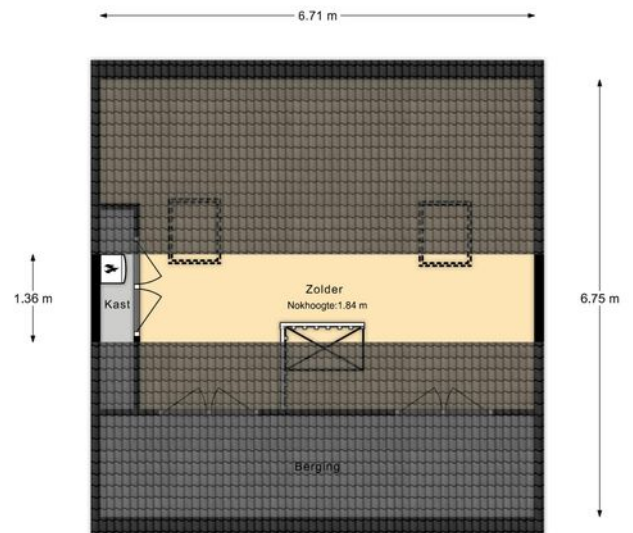 6.71 m
1.36 m
Kast
Zolder
Nokhoogte:1.84 m
6.75 m
Berging